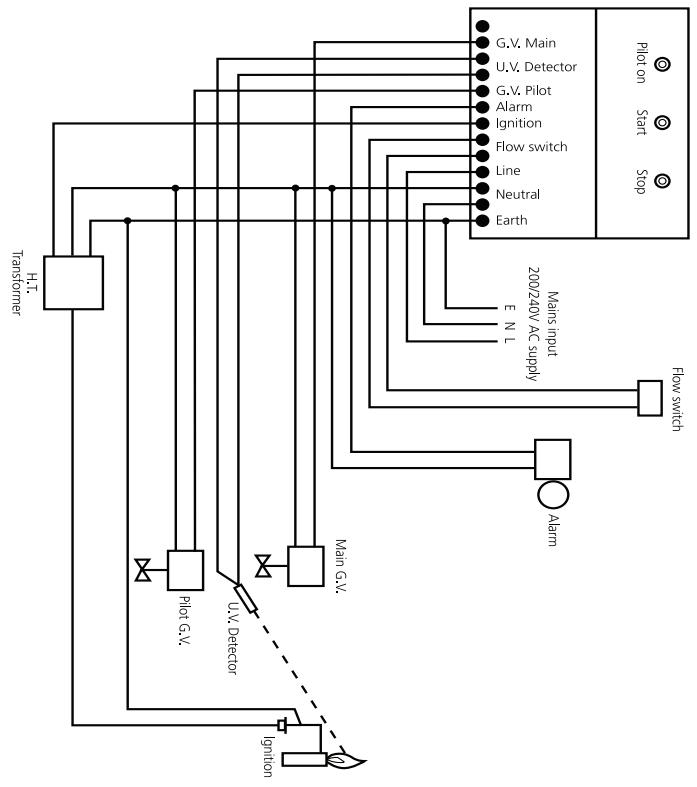 G.V. Main
U.V. Detector
G.V. Pilot
Alarm
Ignition
Flow switch
Line
Neutral
Earth
Pilot on
Start
Stop
H.T.
Transformer
Mains input
200/240V AC supply
E
N
L
Flow switch
Alarm
Main G.V.
Pilot G.V.
U.V. Detector
Ignition